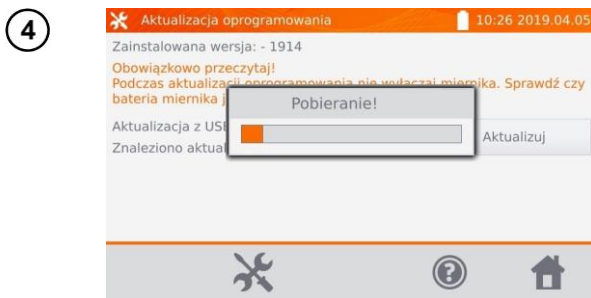 4
Aktualizacja oprogramowania 10:26 2019.04.05
Zainstalowana wersja: - 1914
Obowiązkowo przeczytaj!
Podczas aktualizacji oprogramowania nie wyłączaj miernika. Sprawdź czy
bateria miernika
Pobieranie!
Aktualizacja z
Znaleziono
Aktualizuj